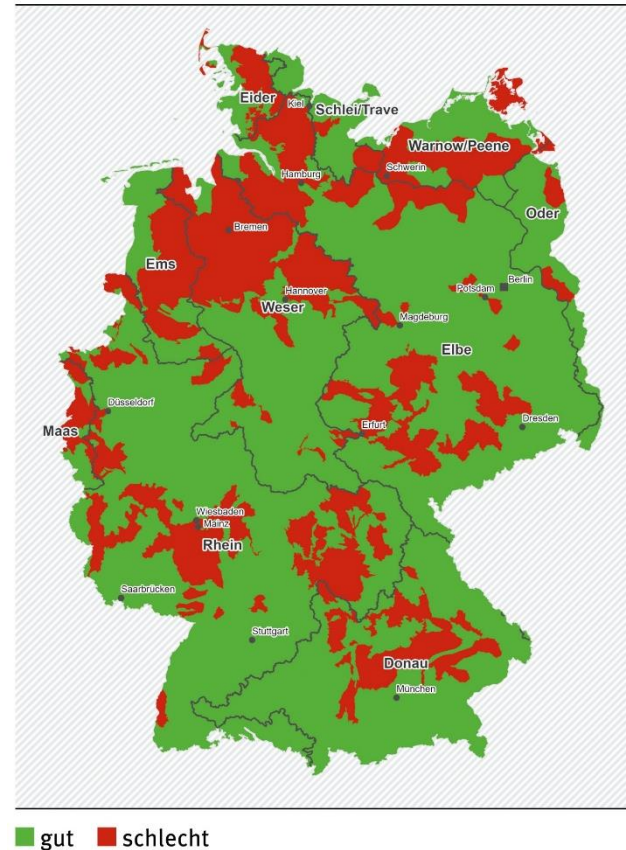 Eider
Kiel
Schlei/Trave
Warnow/Peene
Schwerin
Hamburg
Oder
Bremen
Ems
Berlin
Potsdam
Hannover
Weser
Magdeburg
Elbe
Düsseldorf
Dresden
Maas
Erfurt
Wiesbaden
Mainz
Rhein
Saarbrücken
Stuttgart
Donau
München
gut schlecht